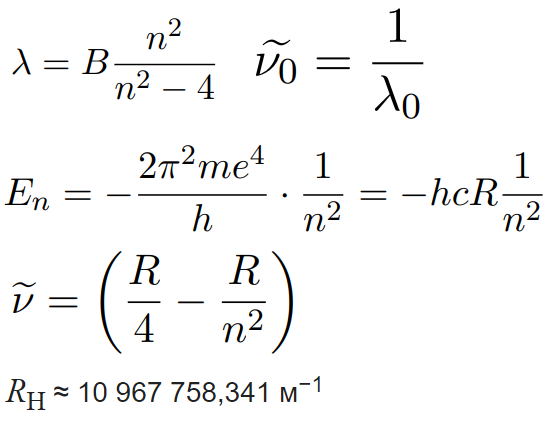 λ = B n²/(n² − 4)    ν̃₀ = 1/λ₀
Eₙ = −(2π²me⁴/h) · (1/n²) = −hcR(1/n²)
ν̃ = (R/4 − R/n²)
R_H ≈ 10 967 758,341 м⁻¹